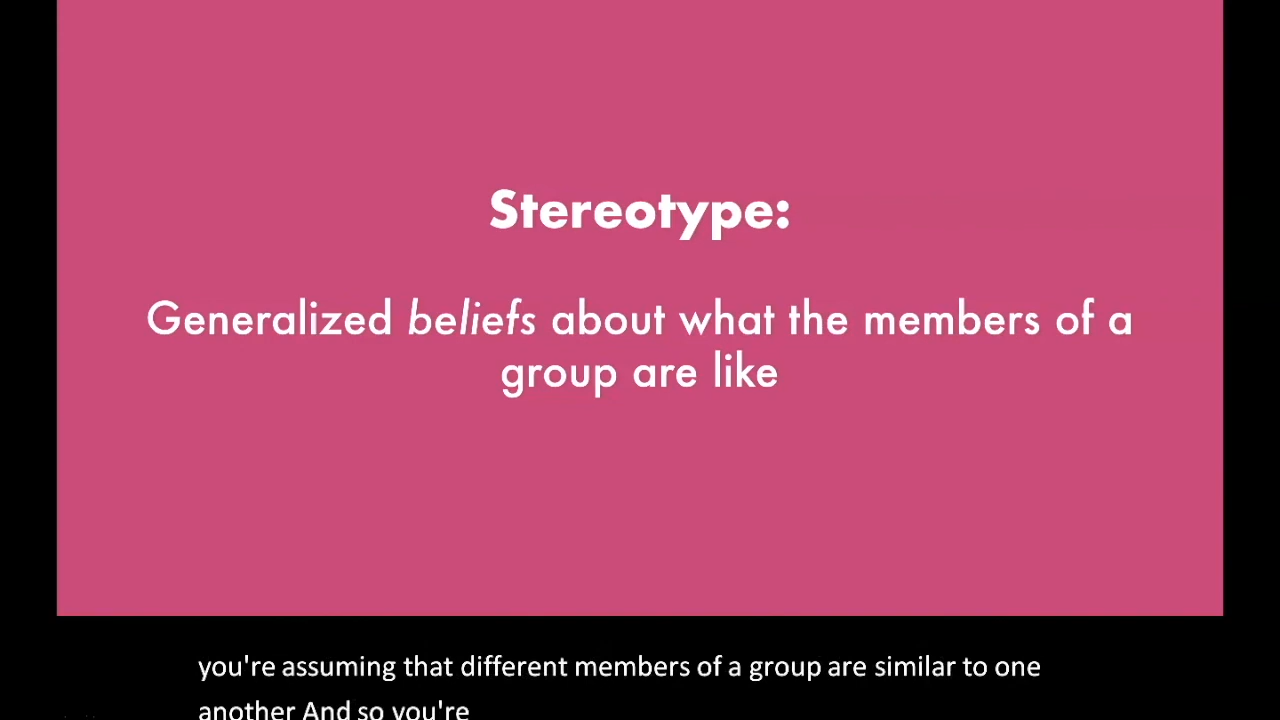 Stereotype:
Generalized beliefs about what the members of a
group are like
you're assuming that different members of a group are similar to one
another And so you're